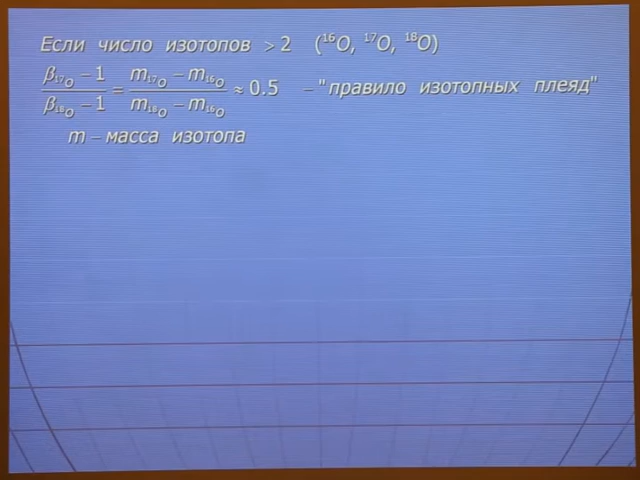 Если число изотопов > 2 (¹⁶O, ¹⁷O, ¹⁸O)
(β₁₇O − 1)/(β₁₈O − 1) = (m₁₇O − m₁₆O)/(m₁₈O − m₁₆O) ≈ 0.5 – "правило изотопных плеяд"
m – масса изотопа